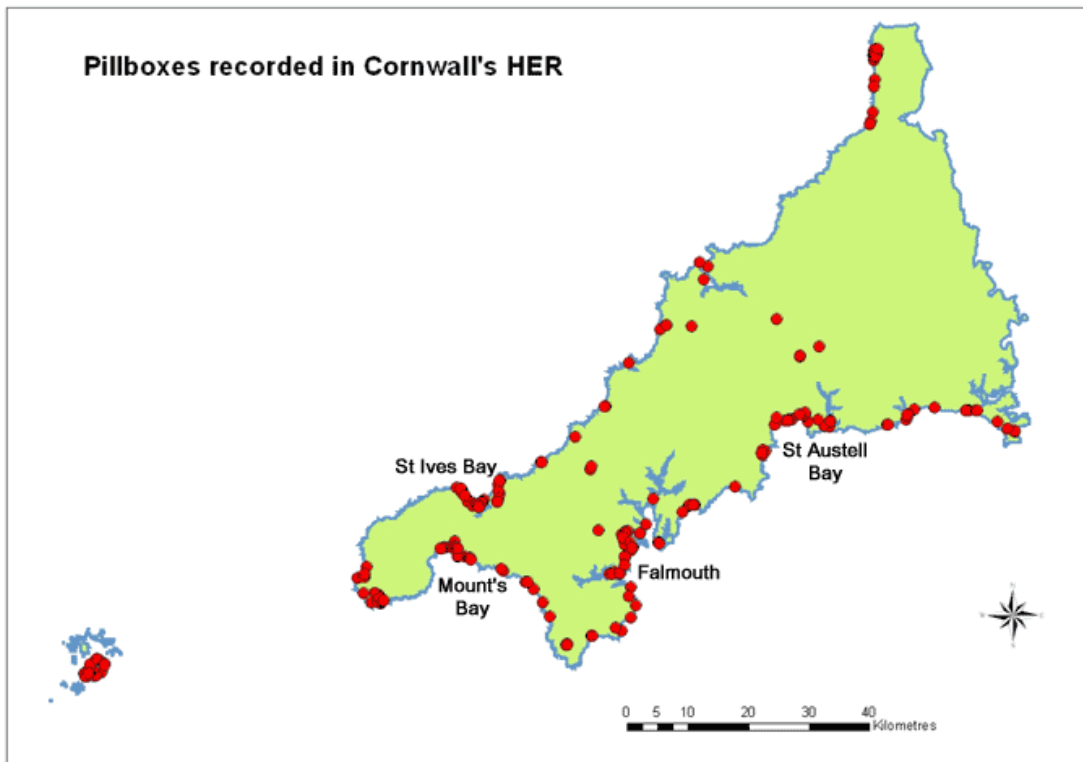 Pillboxes recorded in Cornwall's HER
St Ives Bay
St Austell
Bay
Mount's
Bay
Falmouth
0 5 10 20 30 40
Kilometres